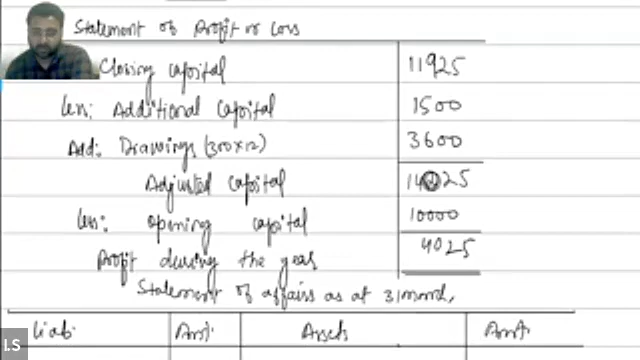 Statement of Profit or Loss
Closing Capital 11925
Less: Additional Capital 1500
Add: Drawings (300x12) 3600
Adjusted Capital 14025
Less: Opening Capital 10000
Profit during the year 4025
Statement of affairs as at 31 march,
Liab. Amt. Assets Amt.
I.S